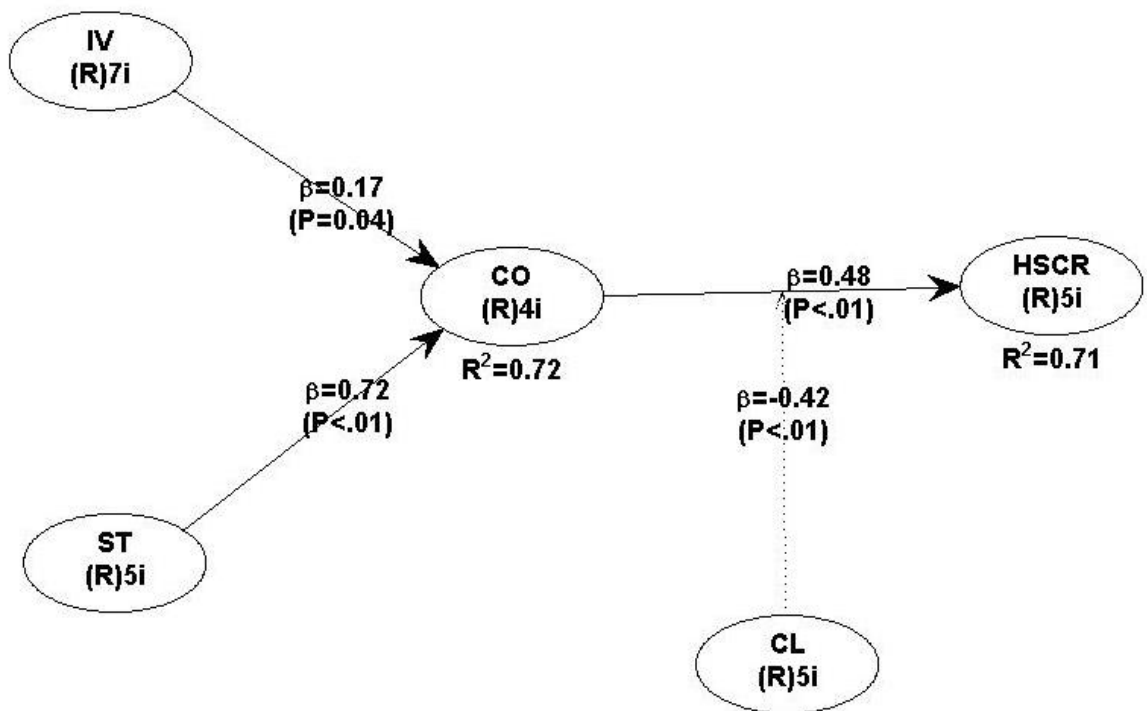 IV
(R)7i
β=0.17
(P=0.04)
CO
(R)4i
R²=0.72
β=0.48
(P<.01)
HSCR
(R)5i
R²=0.71
β=0.72
(P<.01)
β=-0.42
(P<.01)
ST
(R)5i
CL
(R)5i